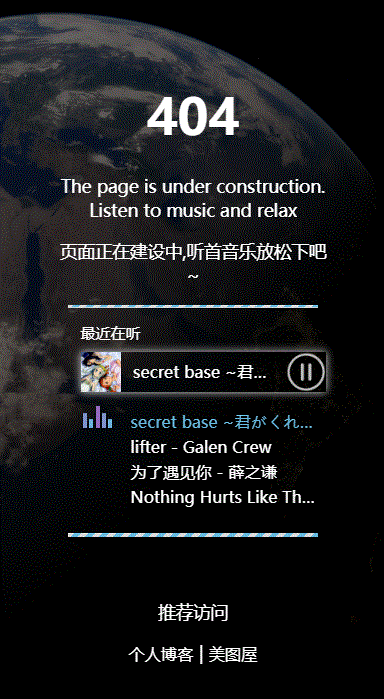 404
The page is under construction.
Listen to music and relax
页面正在建设中,听首音乐放松下吧
~
最近在听
secret base ~君...
secret base ~君がくれ...
lifter - Galen Crew
为了遇见你 - 薛之谦
Nothing Hurts Like Th...
推荐访问
个人博客 | 美图屋